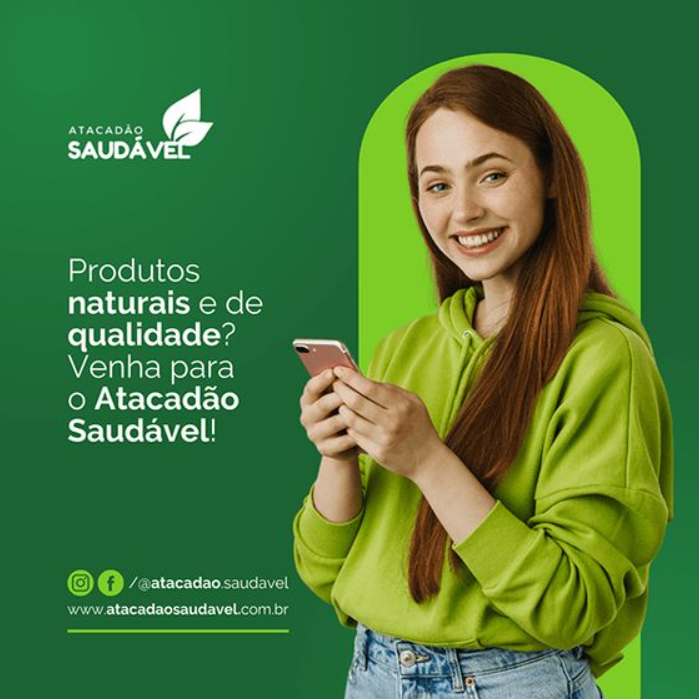 ATACADÃO
SAUDÁVEL
Produtos
naturais e de
qualidade?
Venha para
o Atacadão
Saudável!
/@atacadao.saudavel
www.atacadaosaudavel.com.br